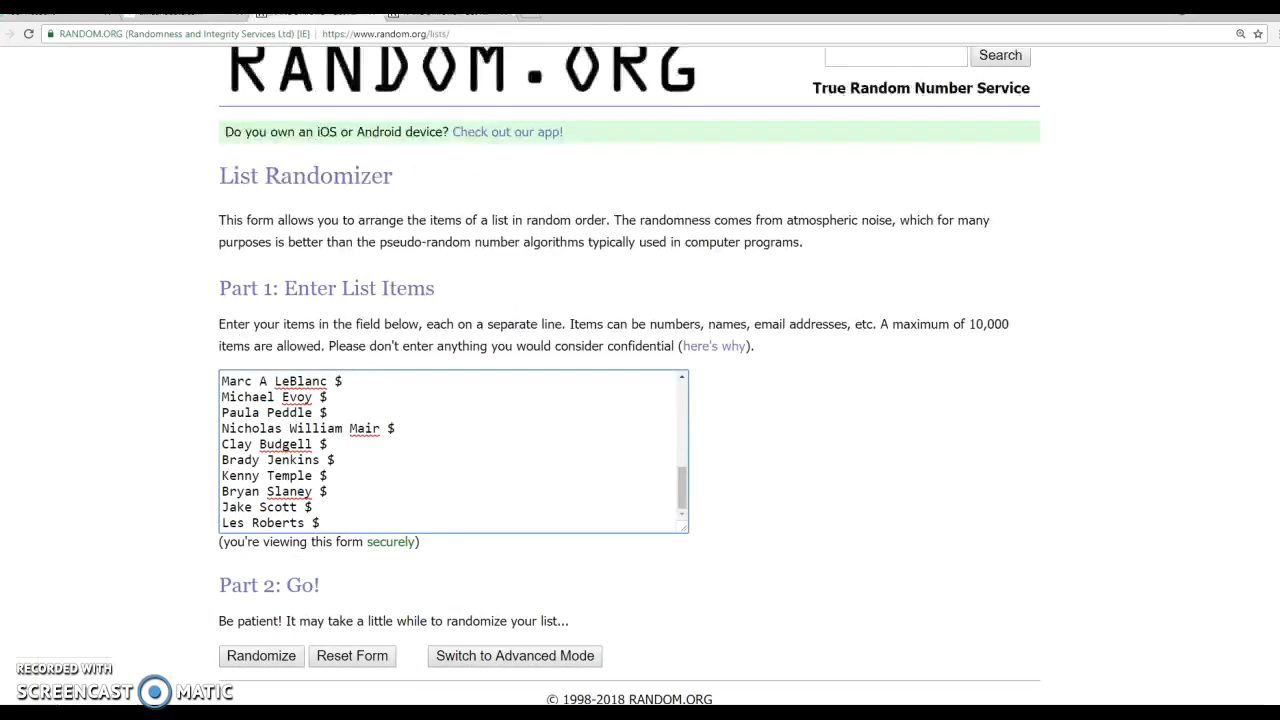 RANDOM.ORG (Randomness and Integrity Services Ltd) [IE] | https://www.random.org/lists/
RANDOM.ORG
Search
True Random Number Service
Do you own an iOS or Android device? Check out our app!
List Randomizer
This form allows you to arrange the items of a list in random order. The randomness comes from atmospheric noise, which for many
purposes is better than the pseudo-random number algorithms typically used in computer programs.
Part 1: Enter List Items
Enter your items in the field below, each on a separate line. Items can be numbers, names, email addresses, etc. A maximum of 10,000
items are allowed. Please don't enter anything you would consider confidential (here's why).
Marc A LeBlanc $
Michael Evoy $
Paula Peddle $
Nicholas William Mair $
Clay Budgell $
Brady Jenkins $
Kenny Temple $
Bryan Slaney $
Jake Scott $
Les Roberts $
(you're viewing this form securely)
Part 2: Go!
Be patient! It may take a little while to randomize your list...
Randomize Reset Form Switch to Advanced Mode
RECORDED WITH
SCREENCAST MATIC
© 1998-2018 RANDOM.ORG